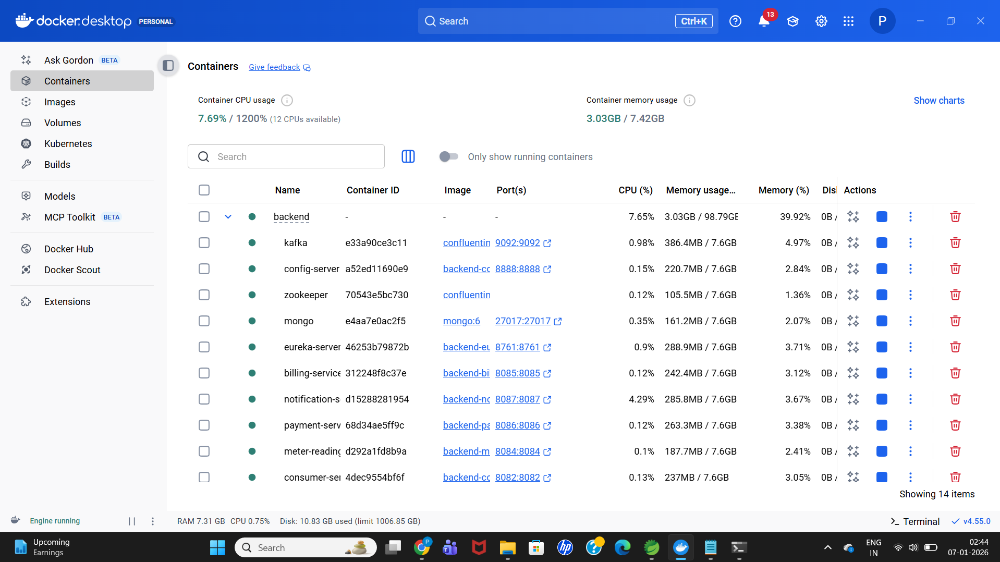 docker.desktop PERSONAL
Search Ctrl+K
13
P
Ask Gordon BETA
Containers
Images
Volumes
Kubernetes
Builds
Models
MCP Toolkit BETA
Docker Hub
Docker Scout
Extensions
Containers Give feedback
Container CPU usage
7.69% / 1200% (12 CPUs available)
Container memory usage
3.03GB / 7.42GB
Show charts
Search
Only show running containers
Name Container ID Image Port(s) CPU (%) Memory usage... Memory (%) Dis Actions
backend - - - 7.65% 3.03GB / 98.79GE 39.92% 0B /
kafka e33a90ce3c11 confluentin 9092:9092 0.98% 386.4MB / 7.6GB 4.97% 0B /
config-server a52ed11690e9 backend-co 8888:8888 0.15% 220.7MB / 7.6GB 2.84% 0B /
zookeeper 70543e5bc730 confluentin 0.12% 105.5MB / 7.6GB 1.36% 0B /
mongo e4aa7e0ac2f5 mongo:6 27017:27017 0.35% 161.2MB / 7.6GB 2.07% 0B /
eureka-server 46253b79872b backend-eu 8761:8761 0.9% 288.9MB / 7.6GB 3.71% 0B /
billing-service 312248f8c37e backend-bi 8085:8085 0.12% 242.4MB / 7.6GB 3.12% 0B /
notification-s d15288281954 backend-no 8087:8087 4.29% 285.8MB / 7.6GB 3.67% 0B /
payment-serv 68d34ae5ff9c backend-pa 8086:8086 0.12% 263.3MB / 7.6GB 3.38% 0B /
meter-reading d292a1fd8b9a backend-m 8084:8084 0.1% 187.7MB / 7.6GB 2.41% 0B /
consumer-ser 4dec9554bf6f backend-co 8082:8082 0.13% 237MB / 7.6GB 3.05% 0B /
Showing 14 items
Engine running RAM 7.31 GB CPU 0.75% Disk: 10.83 GB used (limit 1006.85 GB) Terminal v4.55.0
Upcoming
Earnings
Search
P
T
hp
ENG
IN
02:44
07-01-2026